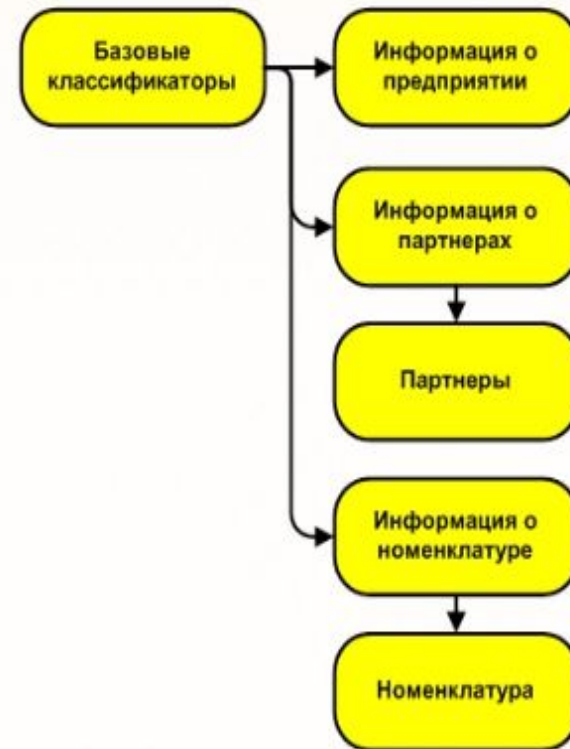 Базовые
классификаторы
Информация о
предприятии
Информация о
партнерах
Партнеры
Информация о
номенклатуре
Номенклатура